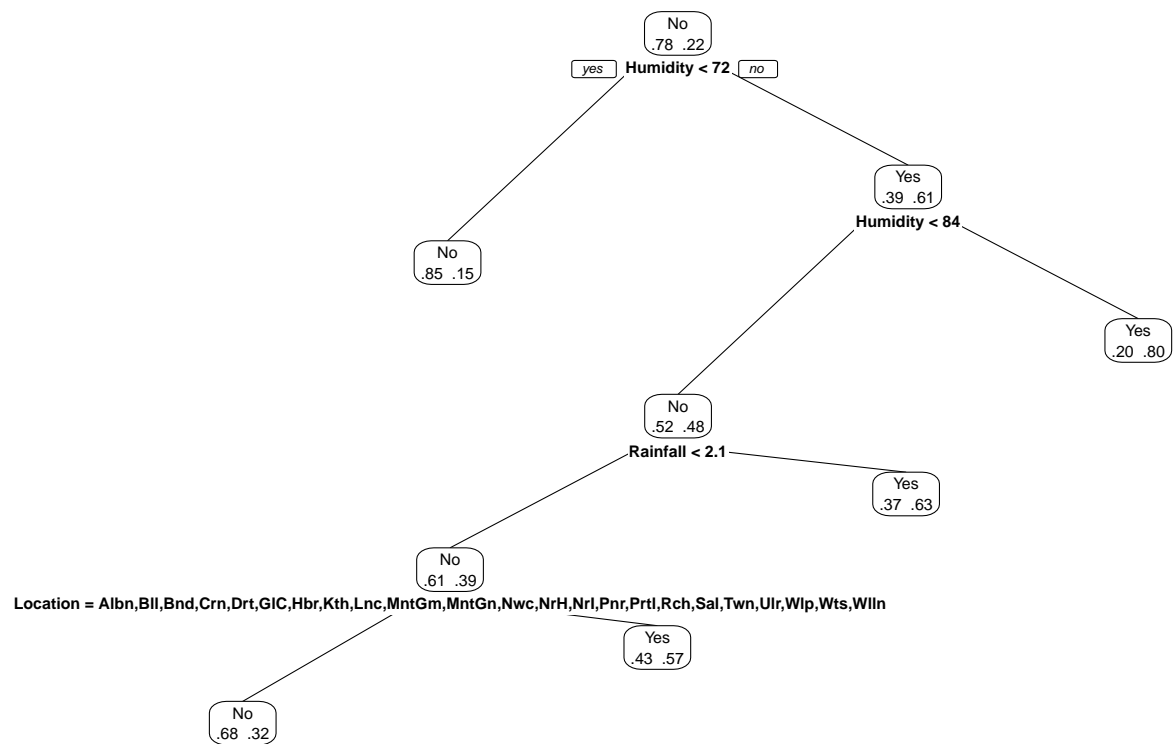 No
.78 .22
yes Humidity < 72 no
Yes
.39 .61
Humidity < 84
No
.85 .15
Yes
.20 .80
No
.52 .48
Rainfall < 2.1
Yes
.37 .63
No
.61 .39
Location = Albn,Bll,Bnd,Crn,Drt,GlC,Hbr,Kth,Lnc,MntGm,MntGn,Nwc,NrH,NrI,Pnr,Prtl,Rch,Sal,Twn,Ulr,Wlp,Wts,Wlln
Yes
.43 .57
No
.68 .32